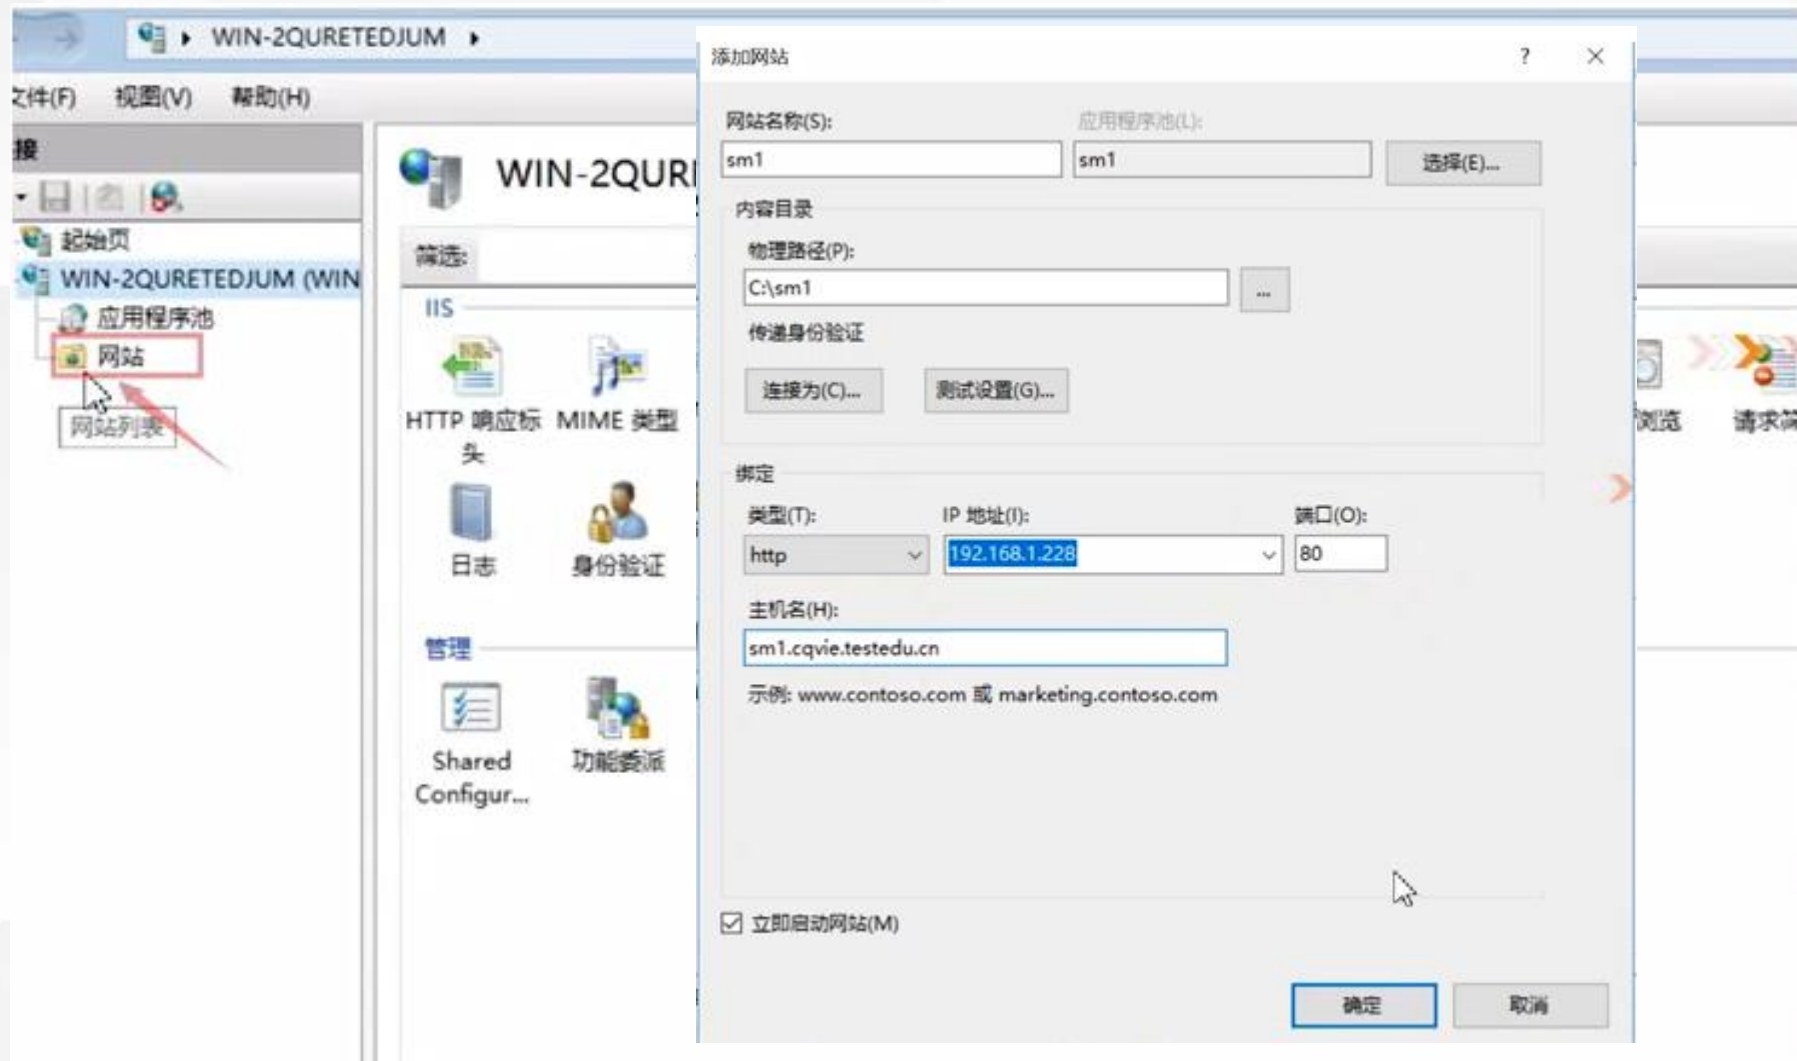 WIN-2QURETEDJUM
文件(F) 视图(V) 帮助(H)
接
起始页
WIN-2QURETEDJUM (WIN
应用程序池
网站
网站列表
WIN-2QUR
筛选:
IIS
HTTP 响应标头
MIME 类型
日志
身份验证
管理
Shared
Configur...
功能委派
添加网站 ?
网站名称(S):
应用程序池(L):
sm1
sm1
选择(E)...
内容目录
物理路径(P):
C:\sm1
...
传递身份验证
连接为(C)...
测试设置(G)...
绑定
类型(T):
IP 地址(I):
端口(O):
http
192.168.1.228
80
主机名(H):
sm1.cqvie.testedu.cn
示例: www.contoso.com 或 marketing.contoso.com
立即启动网站(M)
确定
取消
浏览
请求筛